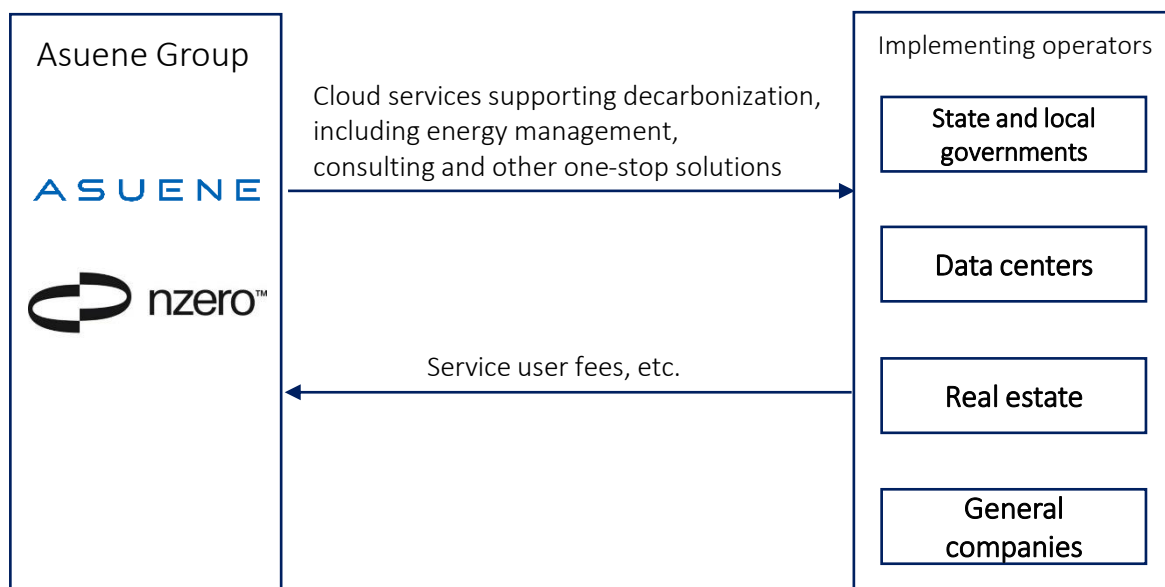 Asuene Group
ASUENE
nzero™
Cloud services supporting decarbonization,
including energy management,
consulting and other one-stop solutions
Service user fees, etc.
Implementing operators
State and local
governments
Data centers
Real estate
General
companies